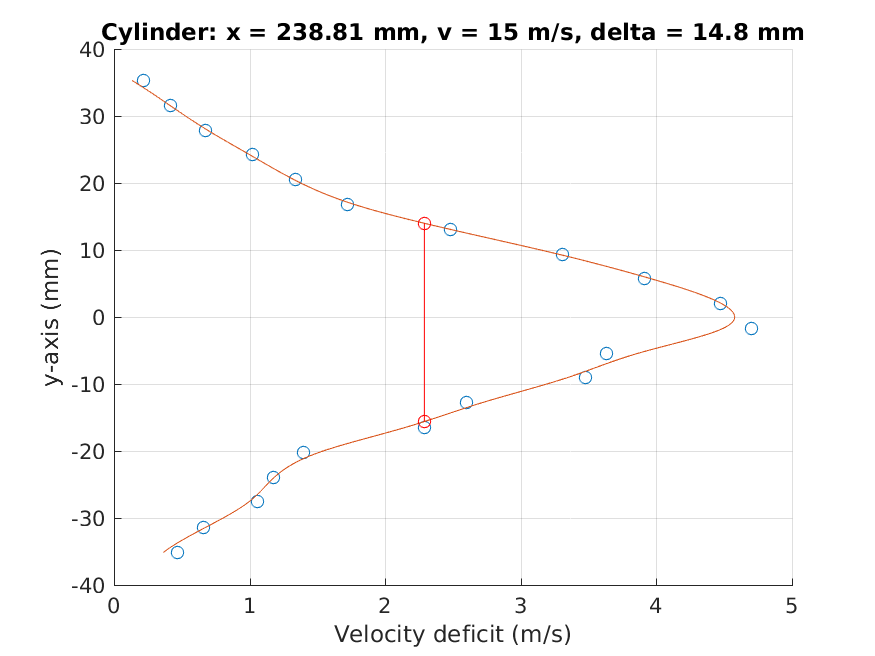 Cylinder: x = 238.81 mm, v = 15 m/s, delta = 14.8 mm
40
30
20
10
0
-10
-20
-30
-40
y-axis (mm)
0 1 2 3 4 5
Velocity deficit (m/s)